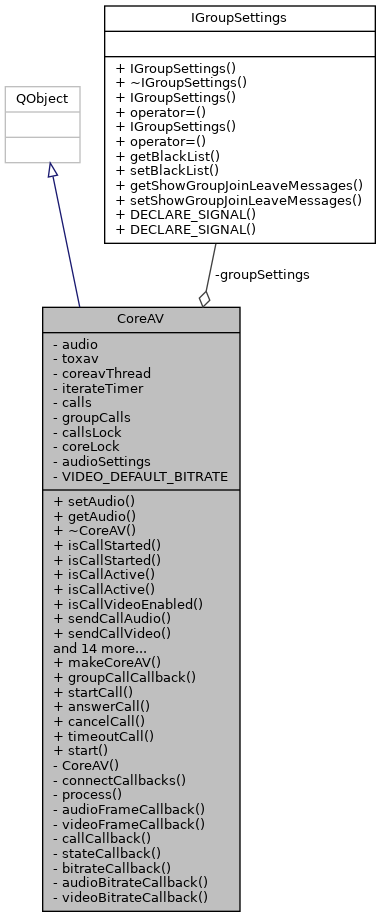 IGroupSettings
+ IGroupSettings()
+ ~IGroupSettings()
+ IGroupSettings()
+ operator=()
+ IGroupSettings()
+ operator=()
+ getBlackList()
+ setBlackList()
+ getShowGroupJoinLeaveMessages()
+ setShowGroupJoinLeaveMessages()
+ DECLARE_SIGNAL()
+ DECLARE_SIGNAL()
QObject
-groupSettings
CoreAV
- audio
- toxav
- coreavThread
- iterateTimer
- calls
- groupCalls
- callsLock
- coreLock
- audioSettings
- VIDEO_DEFAULT_BITRATE
+ setAudio()
+ getAudio()
+ ~CoreAV()
+ isCallStarted()
+ isCallStarted()
+ isCallActive()
+ isCallActive()
+ isCallVideoEnabled()
+ sendCallAudio()
+ sendCallVideo()
and 14 more...
+ makeCoreAV()
+ groupCallCallback()
+ startCall()
+ answerCall()
+ cancelCall()
+ timeoutCall()
+ start()
- CoreAV()
- connectCallbacks()
- process()
- audioFrameCallback()
- videoFrameCallback()
- callCallback()
- stateCallback()
- bitrateCallback()
- audioBitrateCallback()
- videoBitrateCallback()